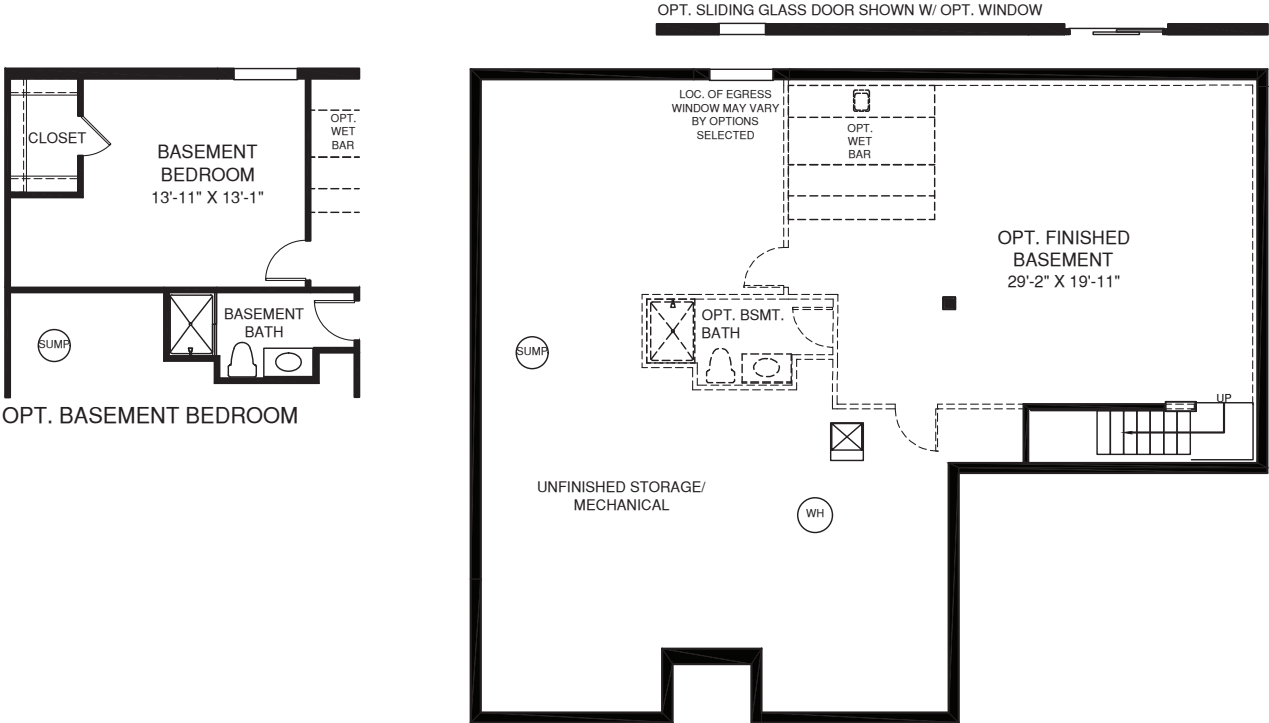 OPT. SLIDING GLASS DOOR SHOWN W/ OPT. WINDOW
CLOSET
BASEMENT
BEDROOM
13'-11" X 13'-1"
OPT.
WET
BAR
BASEMENT
BATH
SUMP
OPT. BASEMENT BEDROOM
LOC. OF EGRESS
WINDOW MAY VARY
BY OPTIONS
SELECTED
OPT.
WET
BAR
OPT. FINISHED
BASEMENT
29'-2" X 19'-11"
OPT. BSMT.
BATH
SUMP
UP
UNFINISHED STORAGE/
MECHANICAL
WH